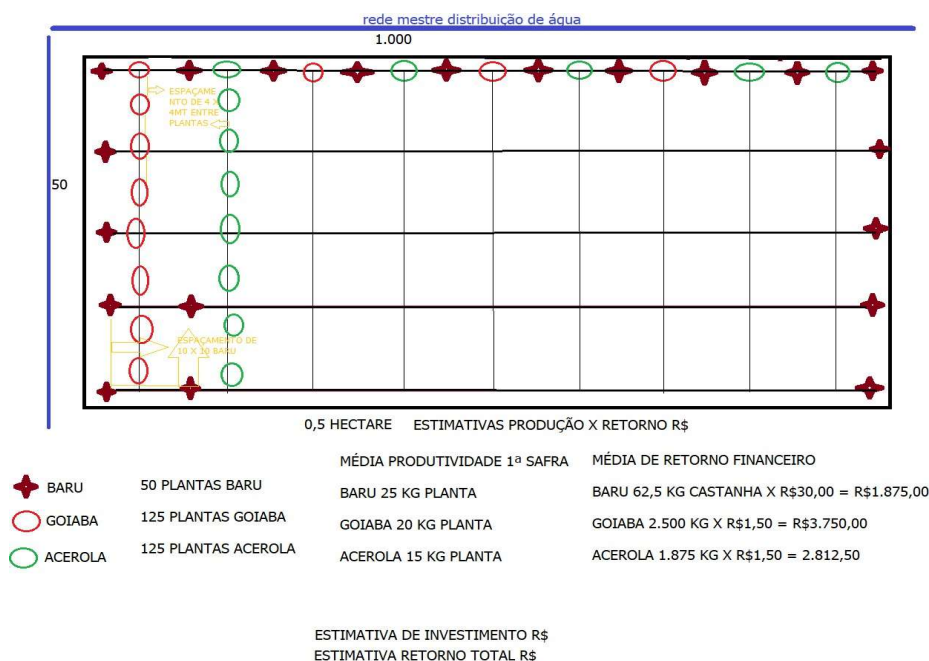 rede mestre distribuição de água
1.000
ESPAÇAME
NTO DE 4 X
4MT ENTRE
PLANTAS
50
ESPAÇAMENTO DE
10 X 10 BARU
0,5 HECTARE ESTIMATIVAS PRODUÇÃO X RETORNO R$
MÉDIA PRODUTIVIDADE 1ª SAFRA MÉDIA DE RETORNO FINANCEIRO
BARU 50 PLANTAS BARU BARU 25 KG PLANTA BARU 62,5 KG CASTANHA X R$30,00 = R$1.875,00
GOIABA 125 PLANTAS GOIABA GOIABA 20 KG PLANTA GOIABA 2.500 KG X R$1,50 = R$3.750,00
ACEROLA 125 PLANTAS ACEROLA ACEROLA 15 KG PLANTA ACEROLA 1.875 KG X R$1,50 = 2.812,50
ESTIMATIVA DE INVESTIMENTO R$
ESTIMATIVA RETORNO TOTAL R$